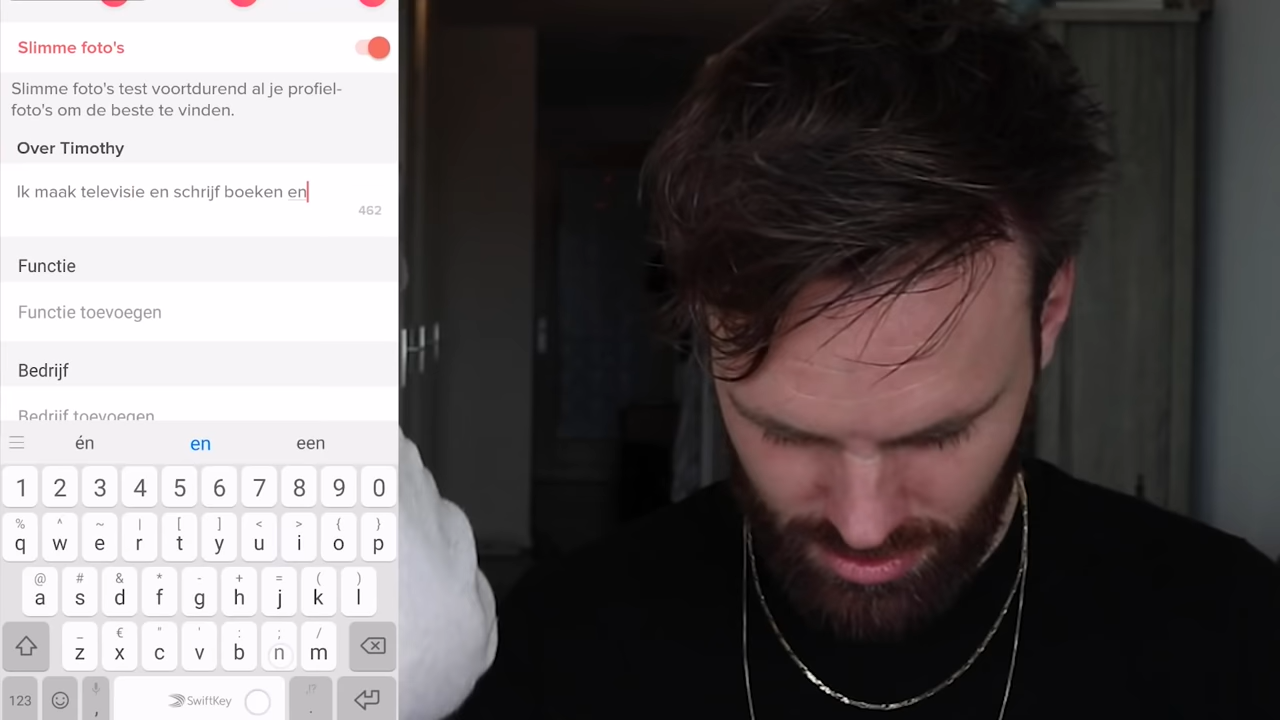 Slimme foto's
Slimme foto's test voortdurend al je profiel-
foto's om de beste te vinden.
Over Timothy
Ik maak televisie en schrijf boeken en
462
Functie
Functie toevoegen
Bedrijf
Bedrijf toevoegen
én en een
1 2 3 4 5 6 7 8 9 0
% ^ ~ | [ ] < > { }
q w e r t y u i o p
@ # & * - + = ( )
a s d f g h j k l
_ € " ' : ; /
z x c v b n m
!?
123 , SwiftKey .